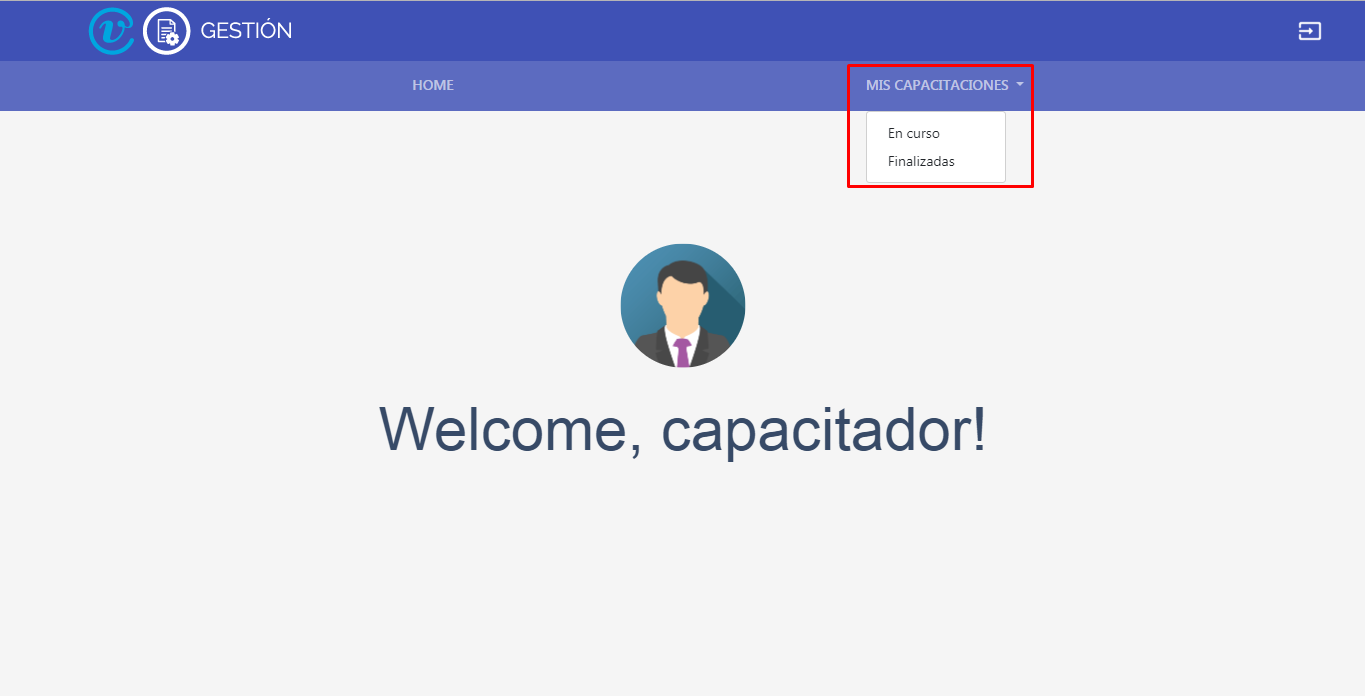 GESTIÓN
HOME
MIS CAPACITACIONES
En curso
Finalizadas
Welcome, capacitador!